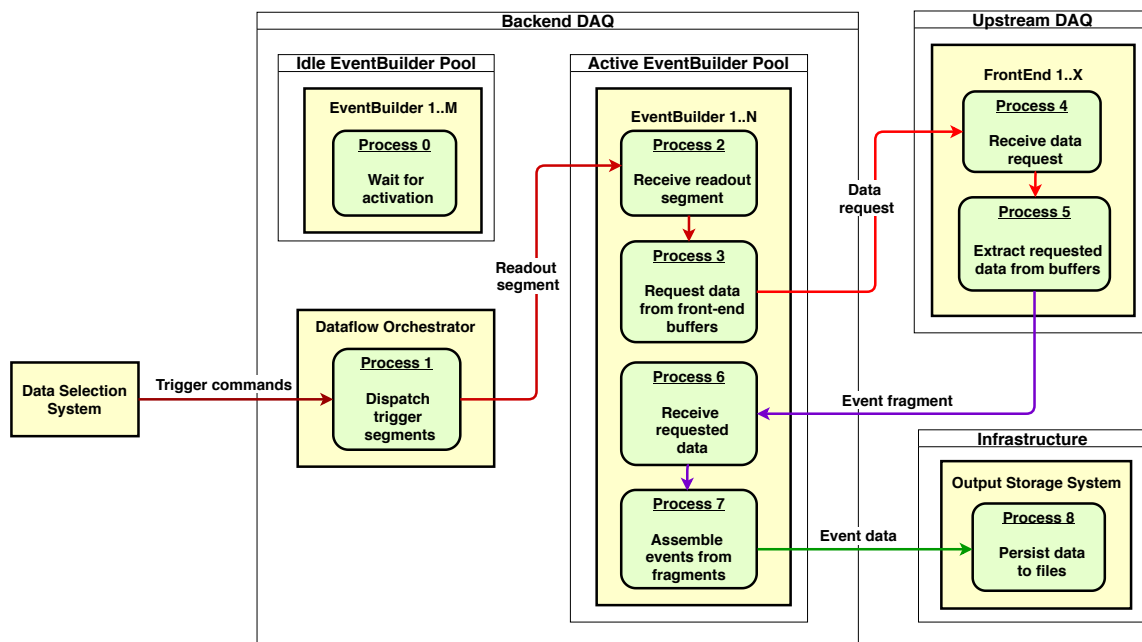 Backend DAQ
Upstream DAQ
Idle EventBuilder Pool
Active EventBuilder Pool
EventBuilder 1..M
Process 0
Wait for
activation
EventBuilder 1..N
Process 2
Receive readout
segment
Process 3
Request data
from front-end
buffers
FrontEnd 1..X
Process 4
Receive data
request
Process 5
Extract requested
data from buffers
Data
request
Readout
segment
Dataflow Orchestrator
Process 1
Dispatch
trigger
segments
Data Selection
System
Trigger commands
Process 6
Receive
requested
data
Event fragment
Process 7
Assemble
events from
fragments
Event data
Infrastructure
Output Storage System
Process 8
Persist data
to files